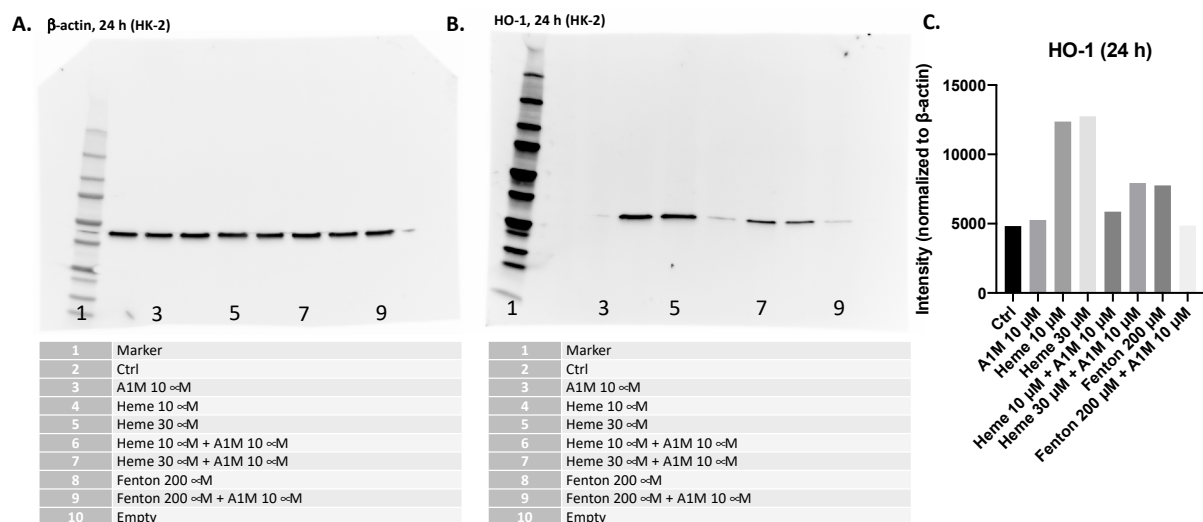 A.
β-actin, 24 h (HK-2)
1 3 5 7 9
1 Marker
2 Ctrl
3 A1M 10 ∝M
4 Heme 10 ∝M
5 Heme 30 ∝M
6 Heme 10 ∝M + A1M 10 ∝M
7 Heme 30 ∝M + A1M 10 ∝M
8 Fenton 200 ∝M
9 Fenton 200 ∝M + A1M 10 ∝M
10 Empty
B.
HO-1, 24 h (HK-2)
1 3 5 7 9
1 Marker
2 Ctrl
3 A1M 10 ∝M
4 Heme 10 ∝M
5 Heme 30 ∝M
6 Heme 10 ∝M + A1M 10 ∝M
7 Heme 30 ∝M + A1M 10 ∝M
8 Fenton 200 ∝M
9 Fenton 200 ∝M + A1M 10 ∝M
10 Empty
C.
HO-1 (24 h)
Intensity (normalized to β-actin)
15000
10000
5000
0
Ctrl
A1M 10 µM
Heme 10 µM
Heme 30 µM
Heme 10 µM + A1M 10 µM
Heme 30 µM + A1M 10 µM
Fenton 200 µM
Fenton 200 µM + A1M 10 µM